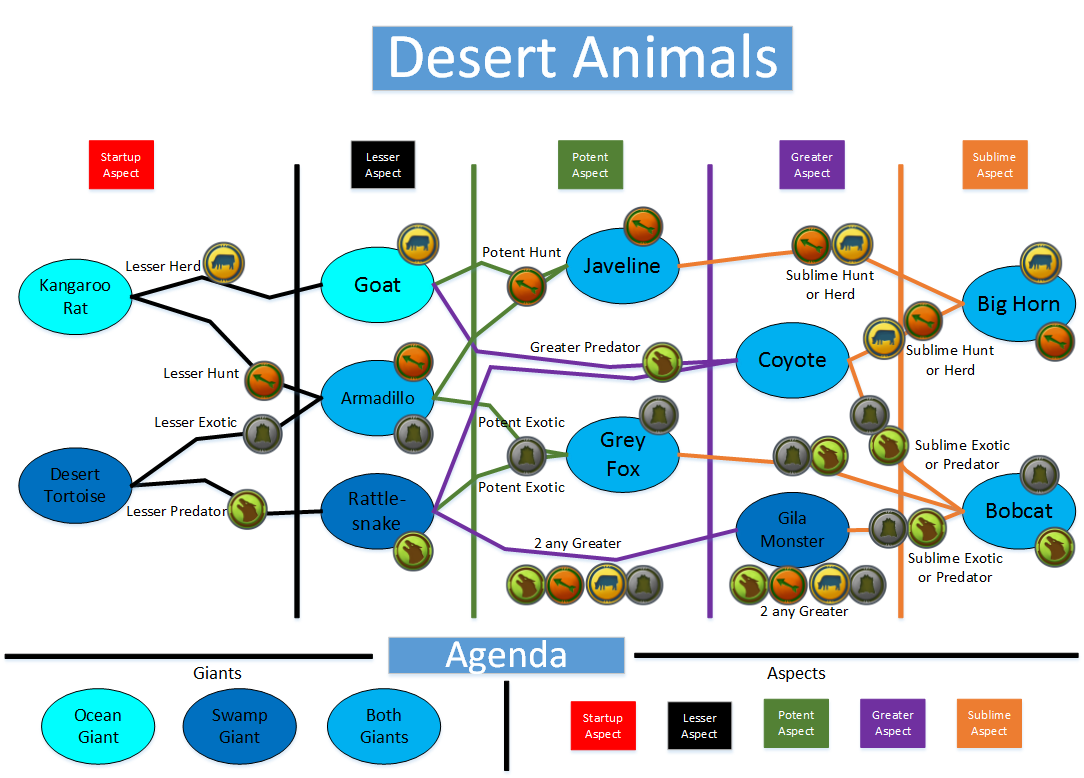 Desert Animals
Startup
Aspect
Lesser
Aspect
Potent
Aspect
Greater
Aspect
Sublime
Aspect
Kangaroo
Rat
Lesser Herd
Goat
Potent Hunt
Javeline
Sublime Hunt
or Herd
Big Horn
Lesser Hunt
Greater Predator
Coyote
Sublime Hunt
or Herd
Armadillo
Lesser Exotic
Potent Exotic
Grey
Fox
Sublime Exotic
or Predator
Desert
Tortoise
Lesser Predator
Rattle-
snake
Potent Exotic
2 any Greater
Gila
Monster
Bobcat
Sublime Exotic
or Predator
2 any Greater
Agenda
Giants
Aspects
Ocean
Giant
Swamp
Giant
Both
Giants
Startup
Aspect
Lesser
Aspect
Potent
Aspect
Greater
Aspect
Sublime
Aspect